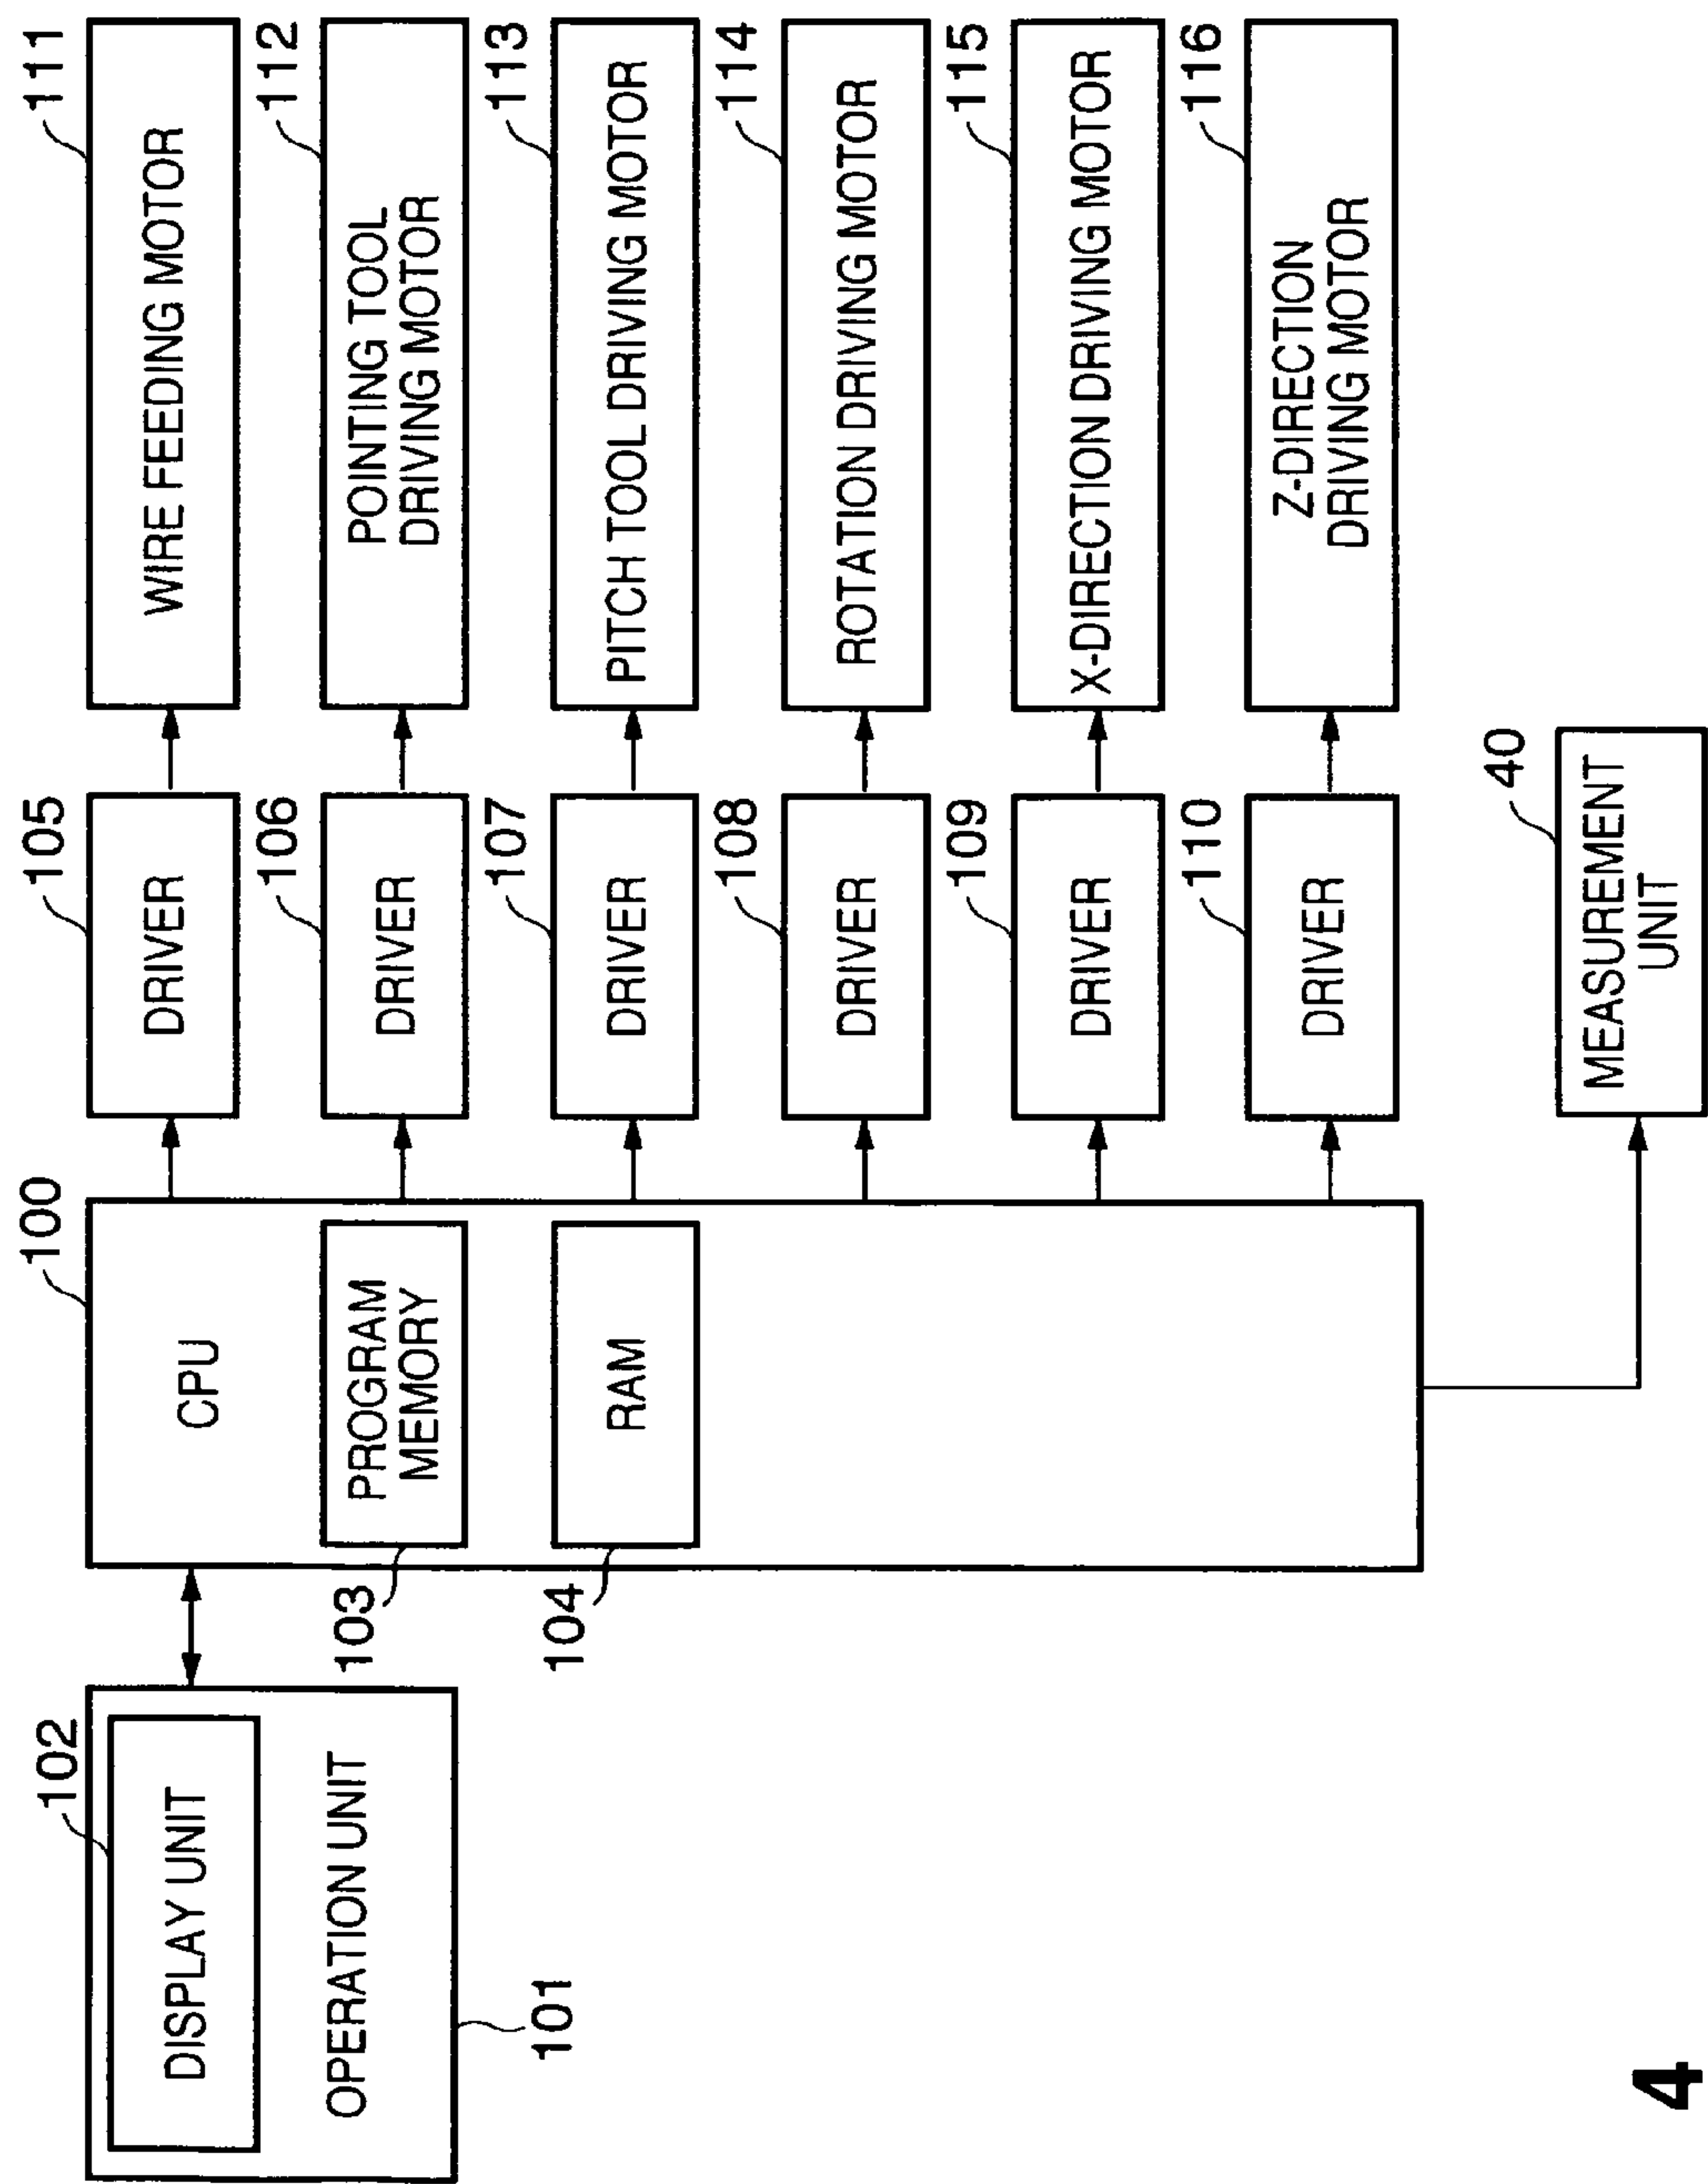 102
DISPLAY UNIT
OPERATION UNIT
101
100
CPU
PROGRAM
MEMORY
103
RAM
104
105
DRIVER
106
DRIVER
107
DRIVER
108
DRIVER
109
DRIVER
110
DRIVER
40
MEASUREMENT
UNIT
111
WIRE FEEDING MOTOR
112
POINTING TOOL
DRIVING MOTOR
113
PITCH TOOL DRIVING MOTOR
114
ROTATION DRIVING MOTOR
115
X-DIRECTION DRIVING MOTOR
116
Z-DIRECTION
DRIVING MOTOR
4